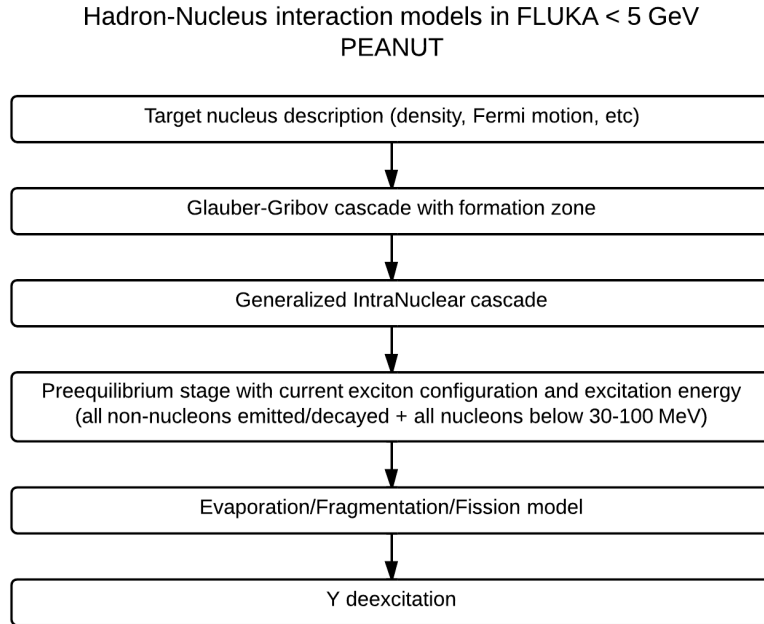 Hadron-Nucleus interaction models in FLUKA < 5 GeV
PEANUT
Target nucleus description (density, Fermi motion, etc)
Glauber-Gribov cascade with formation zone
Generalized IntraNuclear cascade
Preequilibrium stage with current exciton configuration and excitation energy
(all non-nucleons emitted/decayed + all nucleons below 30-100 MeV)
Evaporation/Fragmentation/Fission model
Υ deexcitation